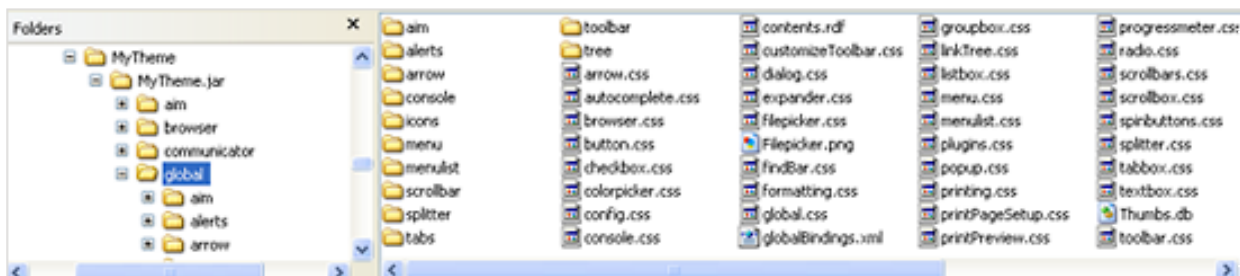 Folders
MyTheme
MyTheme.jar
aim
browser
communicator
global
aim
alerts
arrow
aim
alerts
arrow
console
icons
menu
menulist
scrollbar
splitter
tabs
toolbar
tree
arrow.css
autocomplete.css
browser.css
button.css
checkbox.css
colorpicker.css
config.css
console.css
contents.rdf
customizeToolbar.css
dialog.css
expander.css
filepicker.css
Filepicker.png
findBar.css
formatting.css
global.css
globalBindings.xml
groupbox.css
linkTree.css
listbox.css
menu.css
menulist.css
plugins.css
popup.css
printing.css
printPageSetup.css
printPreview.css
progressmeter.cs
radio.css
scrollbars.css
scrollbox.css
spinbuttons.css
splitter.css
tabbox.css
textbox.css
Thumbs.db
toolbar.css